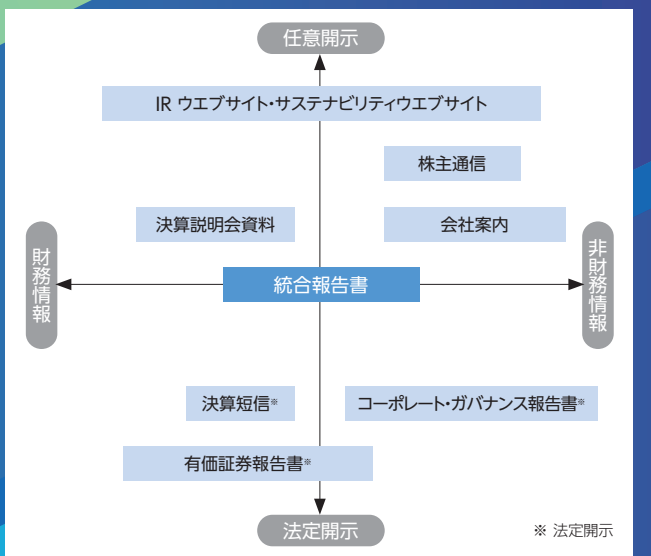 任意開示
IR ウエブサイト・サステナビリティウエブサイト
株主通信
決算説明会資料
会社案内
財務情報
非財務情報
統合報告書
決算短信※
コーポレート・ガバナンス報告書※
有価証券報告書※
法定開示
※ 法定開示